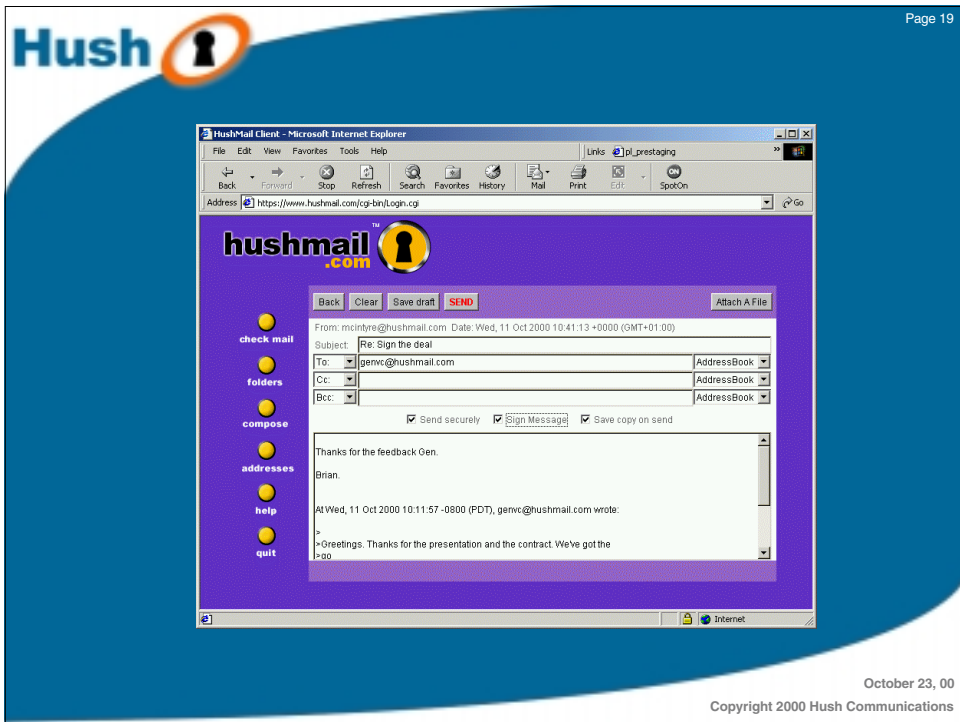 Page 19
Hush
HushMail Client - Microsoft Internet Explorer
File Edit View Favorites Tools Help Links pl_prestaging »
Back Forward Stop Refresh Search Favorites History Mail Print Edit SpotOn
Address https://www.hushmail.com/cgi-bin/Login.cgi Go
hushmail™
.com
Back Clear Save draft SEND Attach A File
From: mcintyre@hushmail.com Date: Wed, 11 Oct 2000 10:41:13 +0000 (GMT+01:00)
Subject: Re: Sign the deal
To: genvc@hushmail.com AddressBook
Cc: AddressBook
Bcc: AddressBook
Send securely Sign Message Save copy on send
check mail
folders
compose
addresses
help
quit
Thanks for the feedback Gen.
Brian.
At Wed, 11 Oct 2000 10:11:57 -0800 (PDT), genvc@hushmail.com wrote:
>
>Greetings. Thanks for the presentation and the contract. We've got the
>go
Internet
October 23, 00
Copyright 2000 Hush Communications